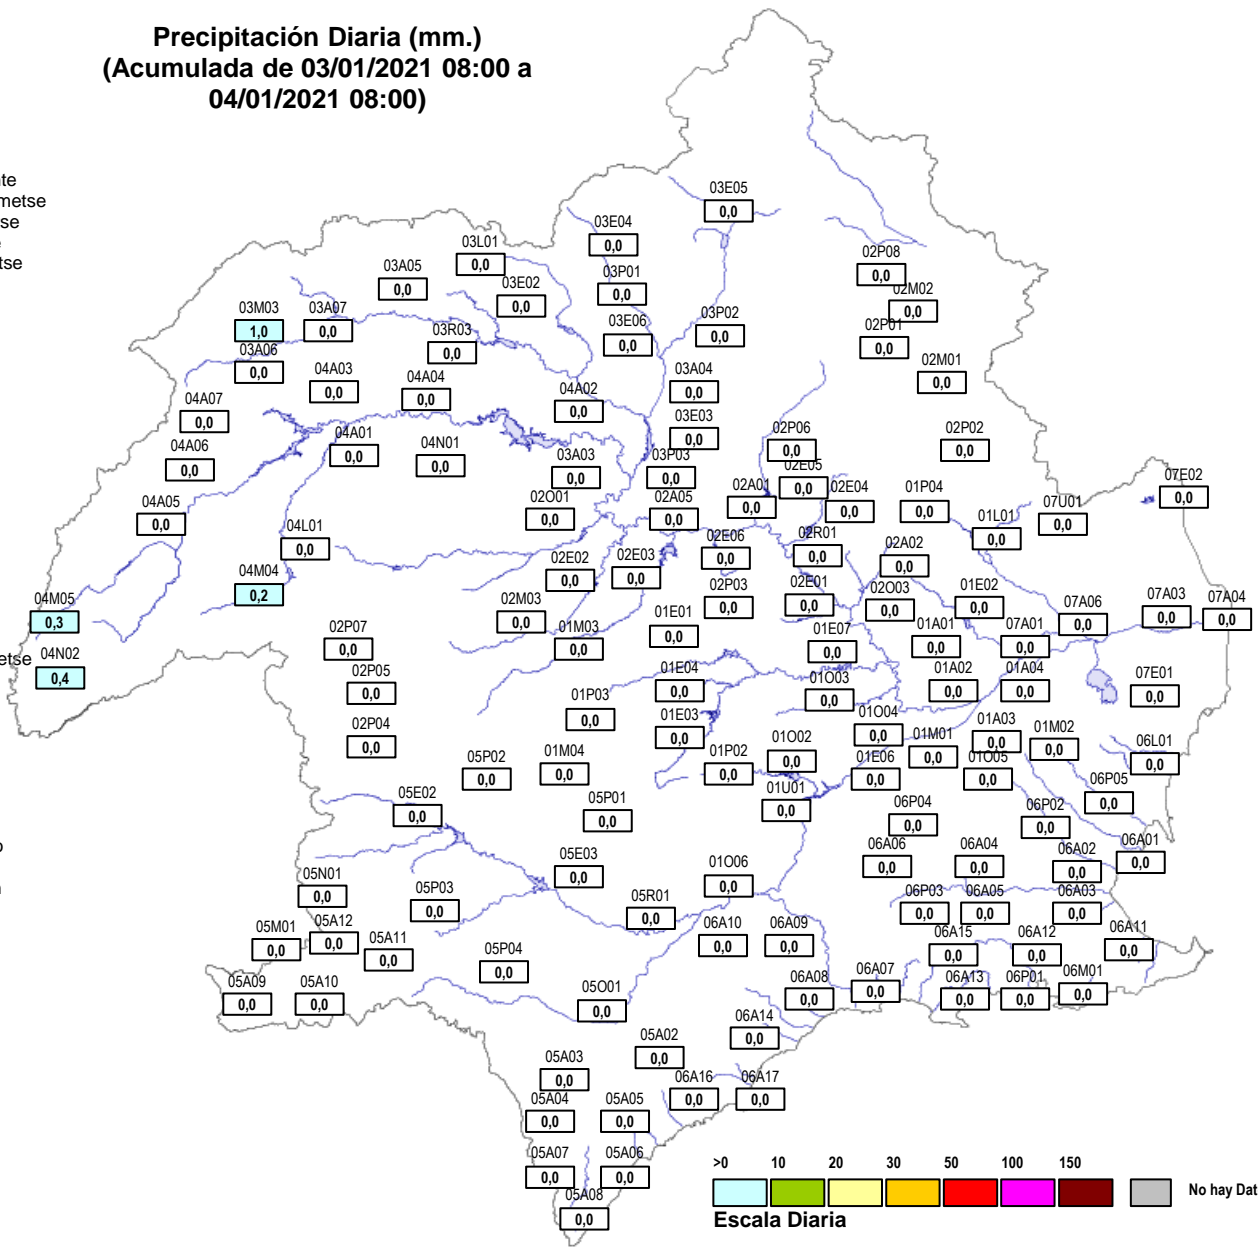 Precipitación Diaria (mm.)
(Acumulada de 03/01/2021 08:00 a
04/01/2021 08:00)
te
metse
se
tse
etse
03E05
0,0
03E04
0,0
03L01
0,0
02P08
0,0
03A05
0,0
03P01
0,0
03E02
0,0
02M02
0,0
03M03
1,0
03A07
0,0
03P02
0,0
03E06
0,0
03R03
0,0
02P01
0,0
03A06
0,0
02M01
0,0
04A03
0,0
04A04
0,0
03A04
0,0
04A02
0,0
04A07
0,0
03E03
0,0
02P06
0,0
02P02
0,0
04A01
0,0
04A06
0,0
04N01
0,0
03A03
0,0
03P03
0,0
02E05
0,0
07E02
0,0
02A01
0,0
02E04
0,0
01P04
0,0
04A05
0,0
02O01
0,0
02A05
0,0
07U01
0,0
01L01
0,0
04L01
0,0
02E06
0,0
02R01
0,0
02A02
0,0
02E02
0,0
02E03
0,0
04M04
0,2
02P03
0,0
02E01
0,0
02O03
0,0
01E02
0,0
07A03
0,0
07A04
0,0
04M05
0,3
02M03
0,0
01E01
0,0
07A06
0,0
02P07
0,0
01M03
0,0
01E07
0,0
01A01
0,0
07A01
0,0
04N02
0,4
02P05
0,0
01E04
0,0
01O03
0,0
01A02
0,0
01A04
0,0
07E01
0,0
01P03
0,0
01E03
0,0
01O04
0,0
02P04
0,0
01A03
0,0
01M02
0,0
01M01
0,0
05P02
0,0
01M04
0,0
01P02
0,0
01O02
0,0
01E06
0,0
01O05
0,0
06L01
0,0
05E02
0,0
05P01
0,0
01U01
0,0
06P05
0,0
06P04
0,0
06P02
0,0
05E03
0,0
01O06
0,0
06A06
0,0
06A04
0,0
06A02
0,0
06A01
0,0
05N01
0,0
05P03
0,0
05R01
0,0
06P03
0,0
06A05
0,0
06A03
0,0
05M01
0,0
05A12
0,0
05A11
0,0
06A10
0,0
06A09
0,0
06A15
0,0
06A12
0,0
06A11
0,0
05P04
0,0
05A09
0,0
05A10
0,0
05O01
0,0
06A08
0,0
06A07
0,0
06A13
0,0
06P01
0,0
06M01
0,0
05A02
0,0
06A14
0,0
05A03
0,0
06A16
0,0
06A17
0,0
05A04
0,0
05A05
0,0
05A07
0,0
05A06
0,0
05A08
0,0
>0 10 20 30 50 100 150
No hay Dat
Escala Diaria